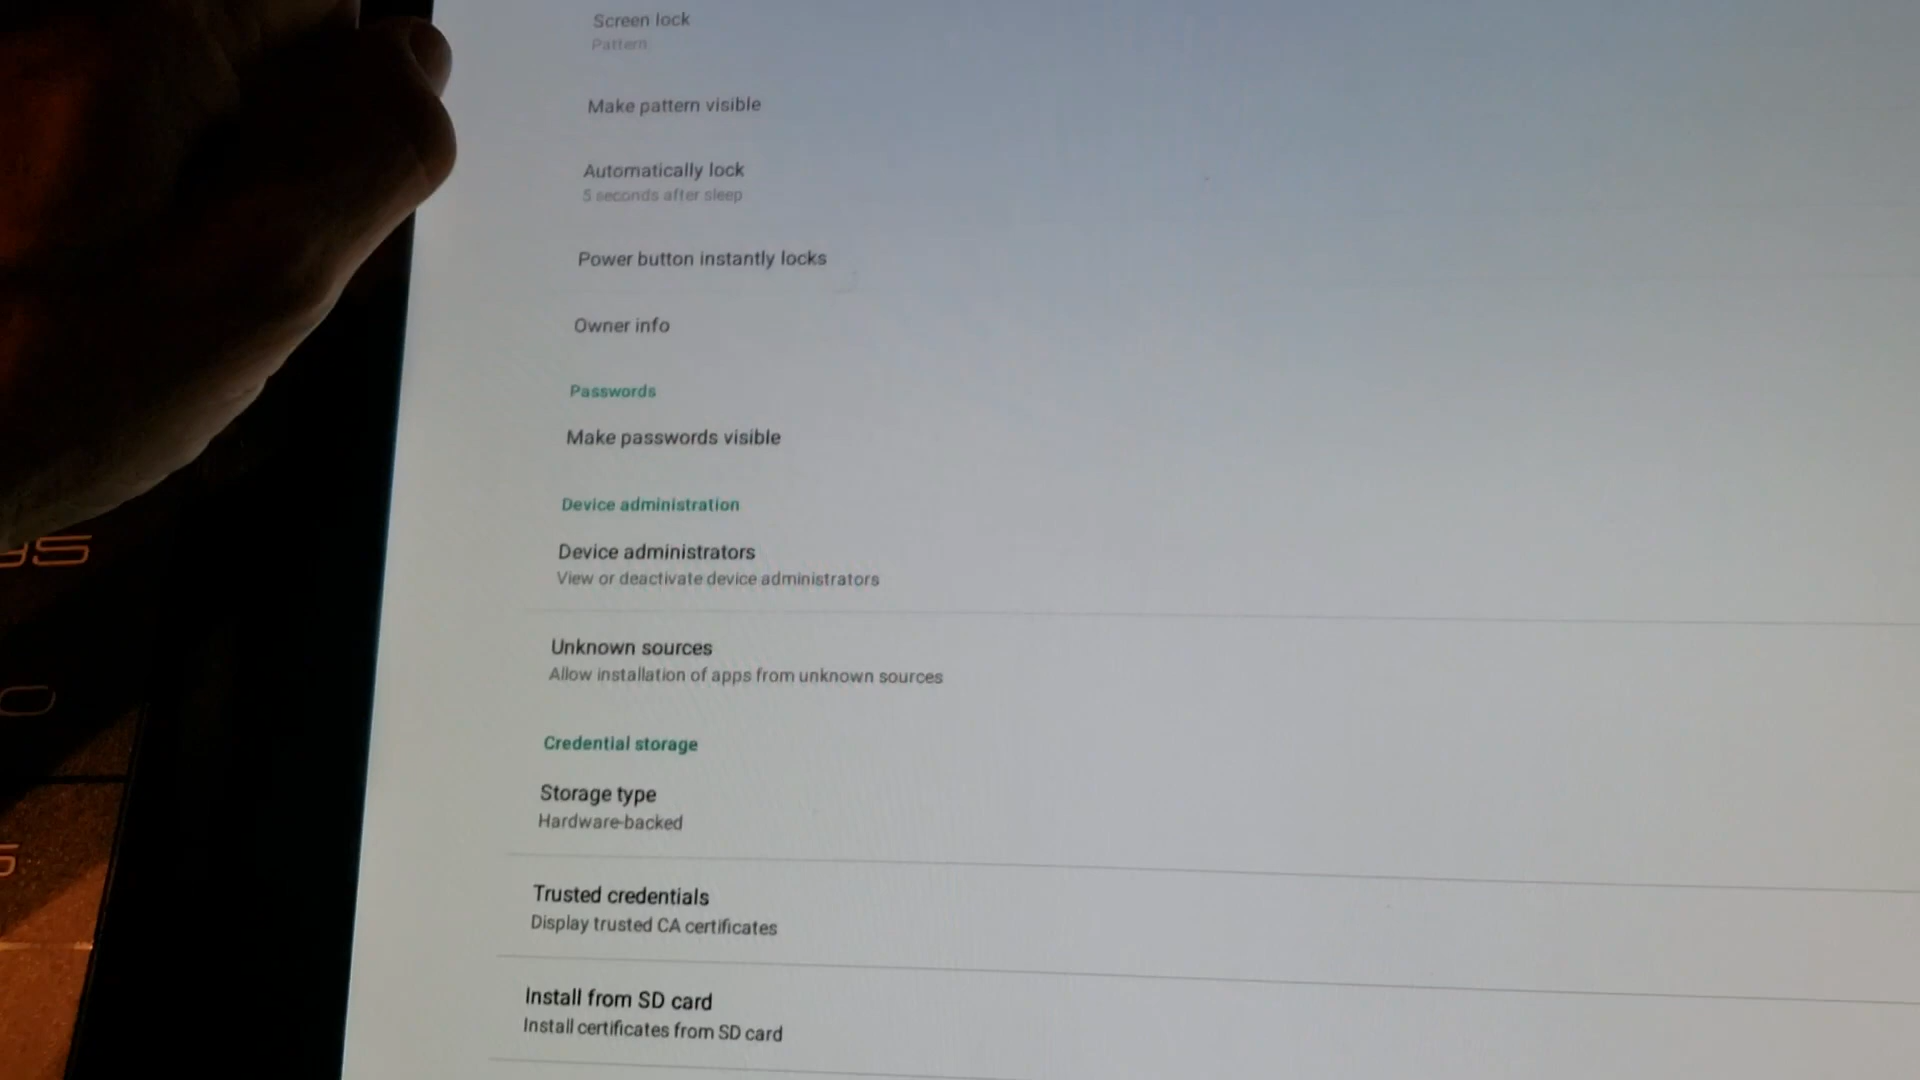 Screen lock
Pattern
Make pattern visible
Automatically lock
5 seconds after sleep
Power button instantly locks
Owner info
Passwords
Make passwords visible
Device administration
Device administrators
View or deactivate device administrators
Unknown sources
Allow installation of apps from unknown sources
Credential storage
Storage type
Hardware-backed
Trusted credentials
Display trusted CA certificates
Install from SD card
Install certificates from SD card